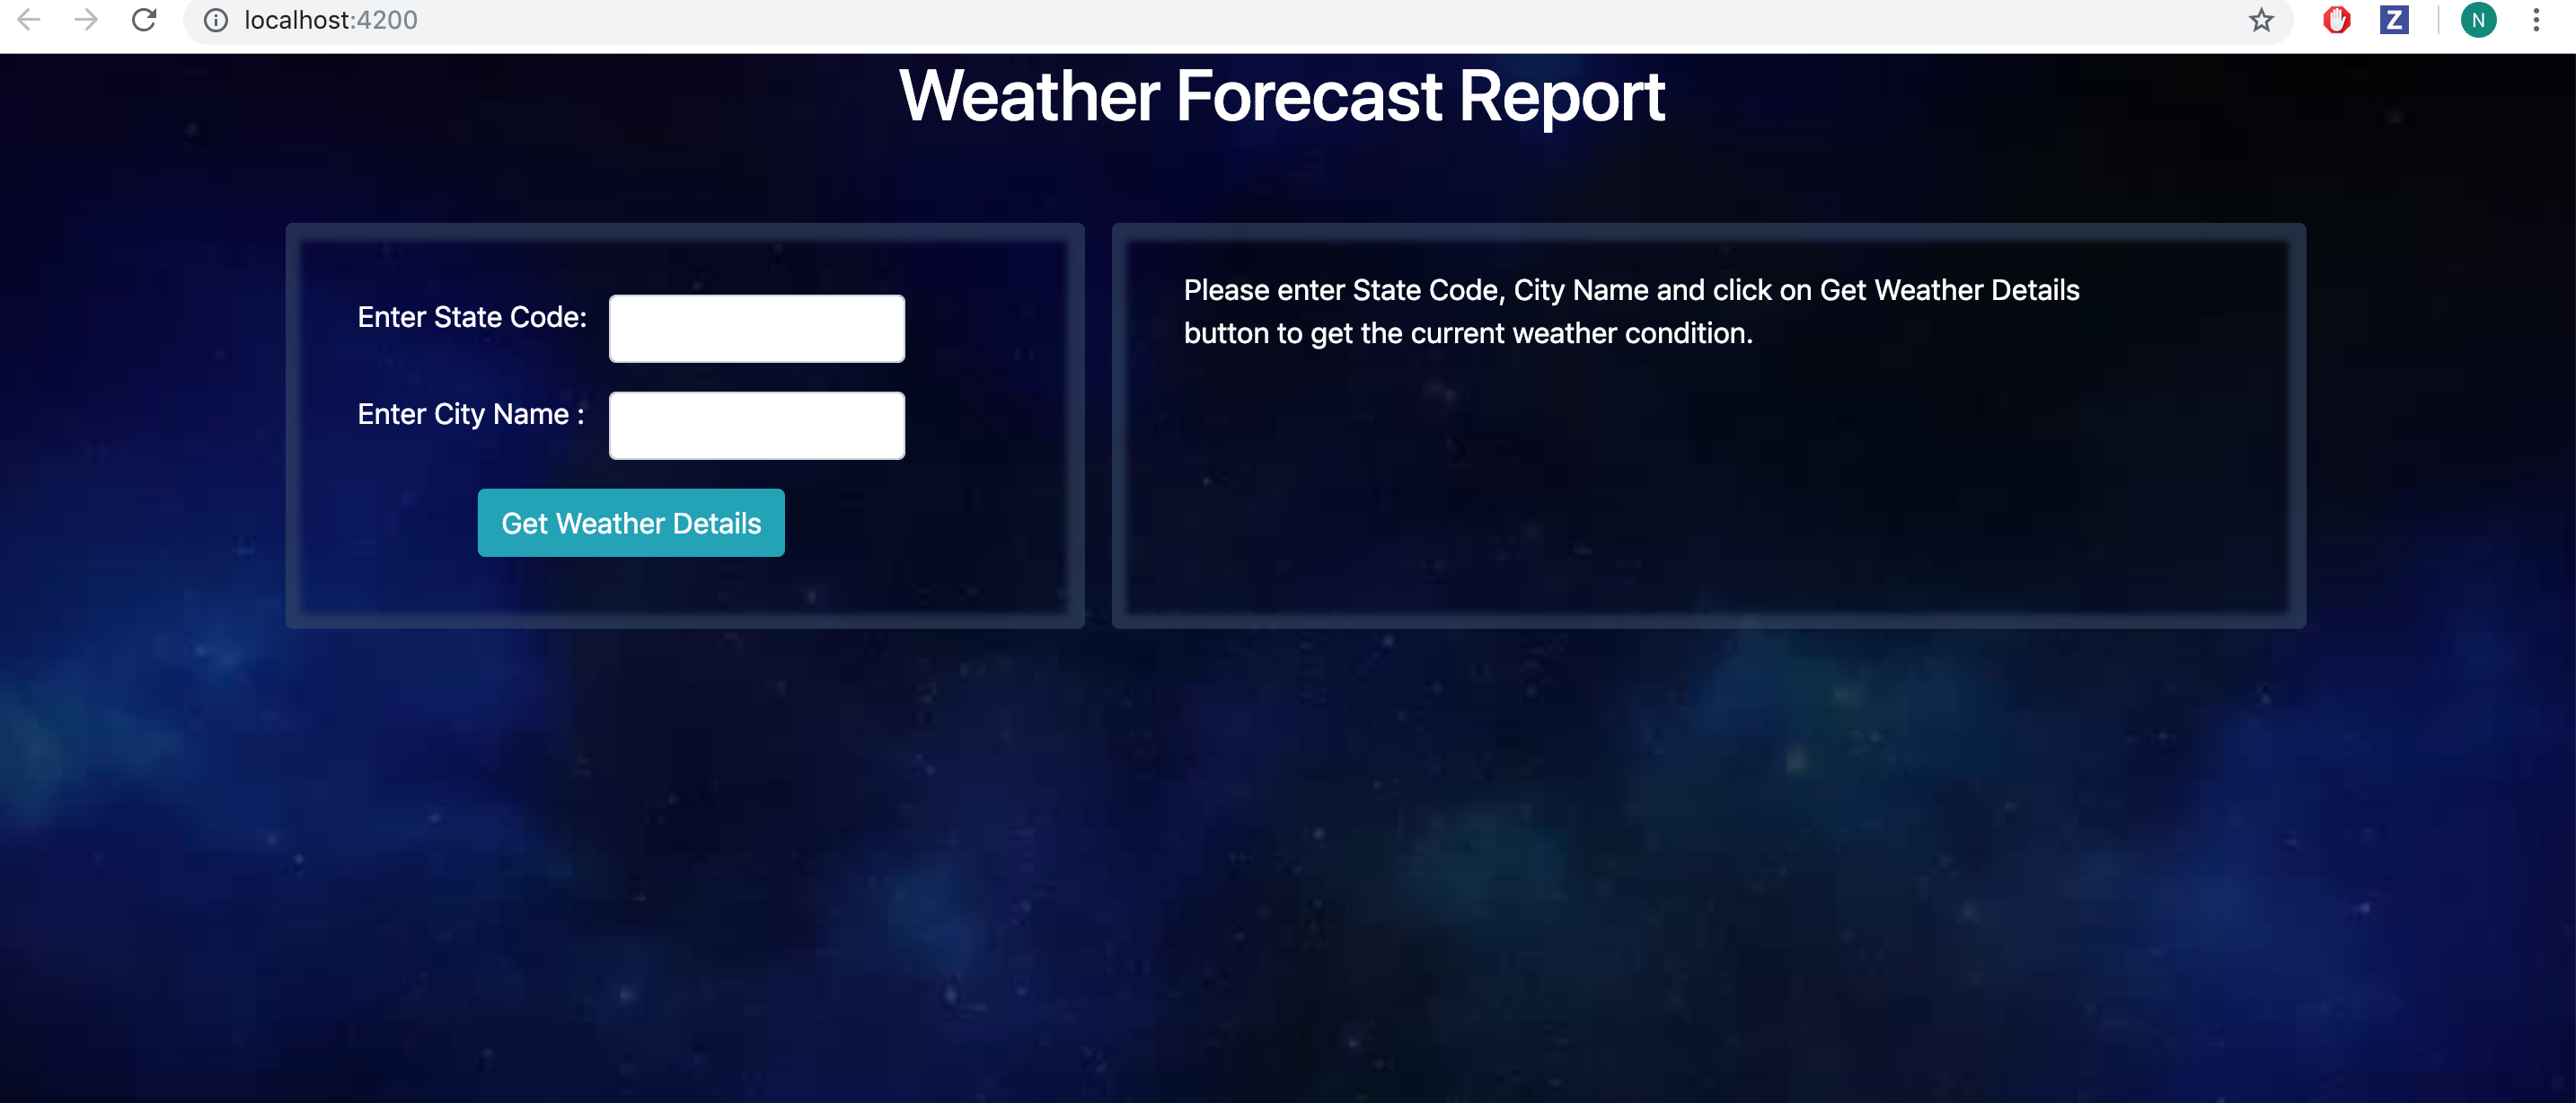 localhost:4200
Z
N
Weather Forecast Report
Enter State Code:
Enter City Name :
Get Weather Details
Please enter State Code, City Name and click on Get Weather Details
button to get the current weather condition.